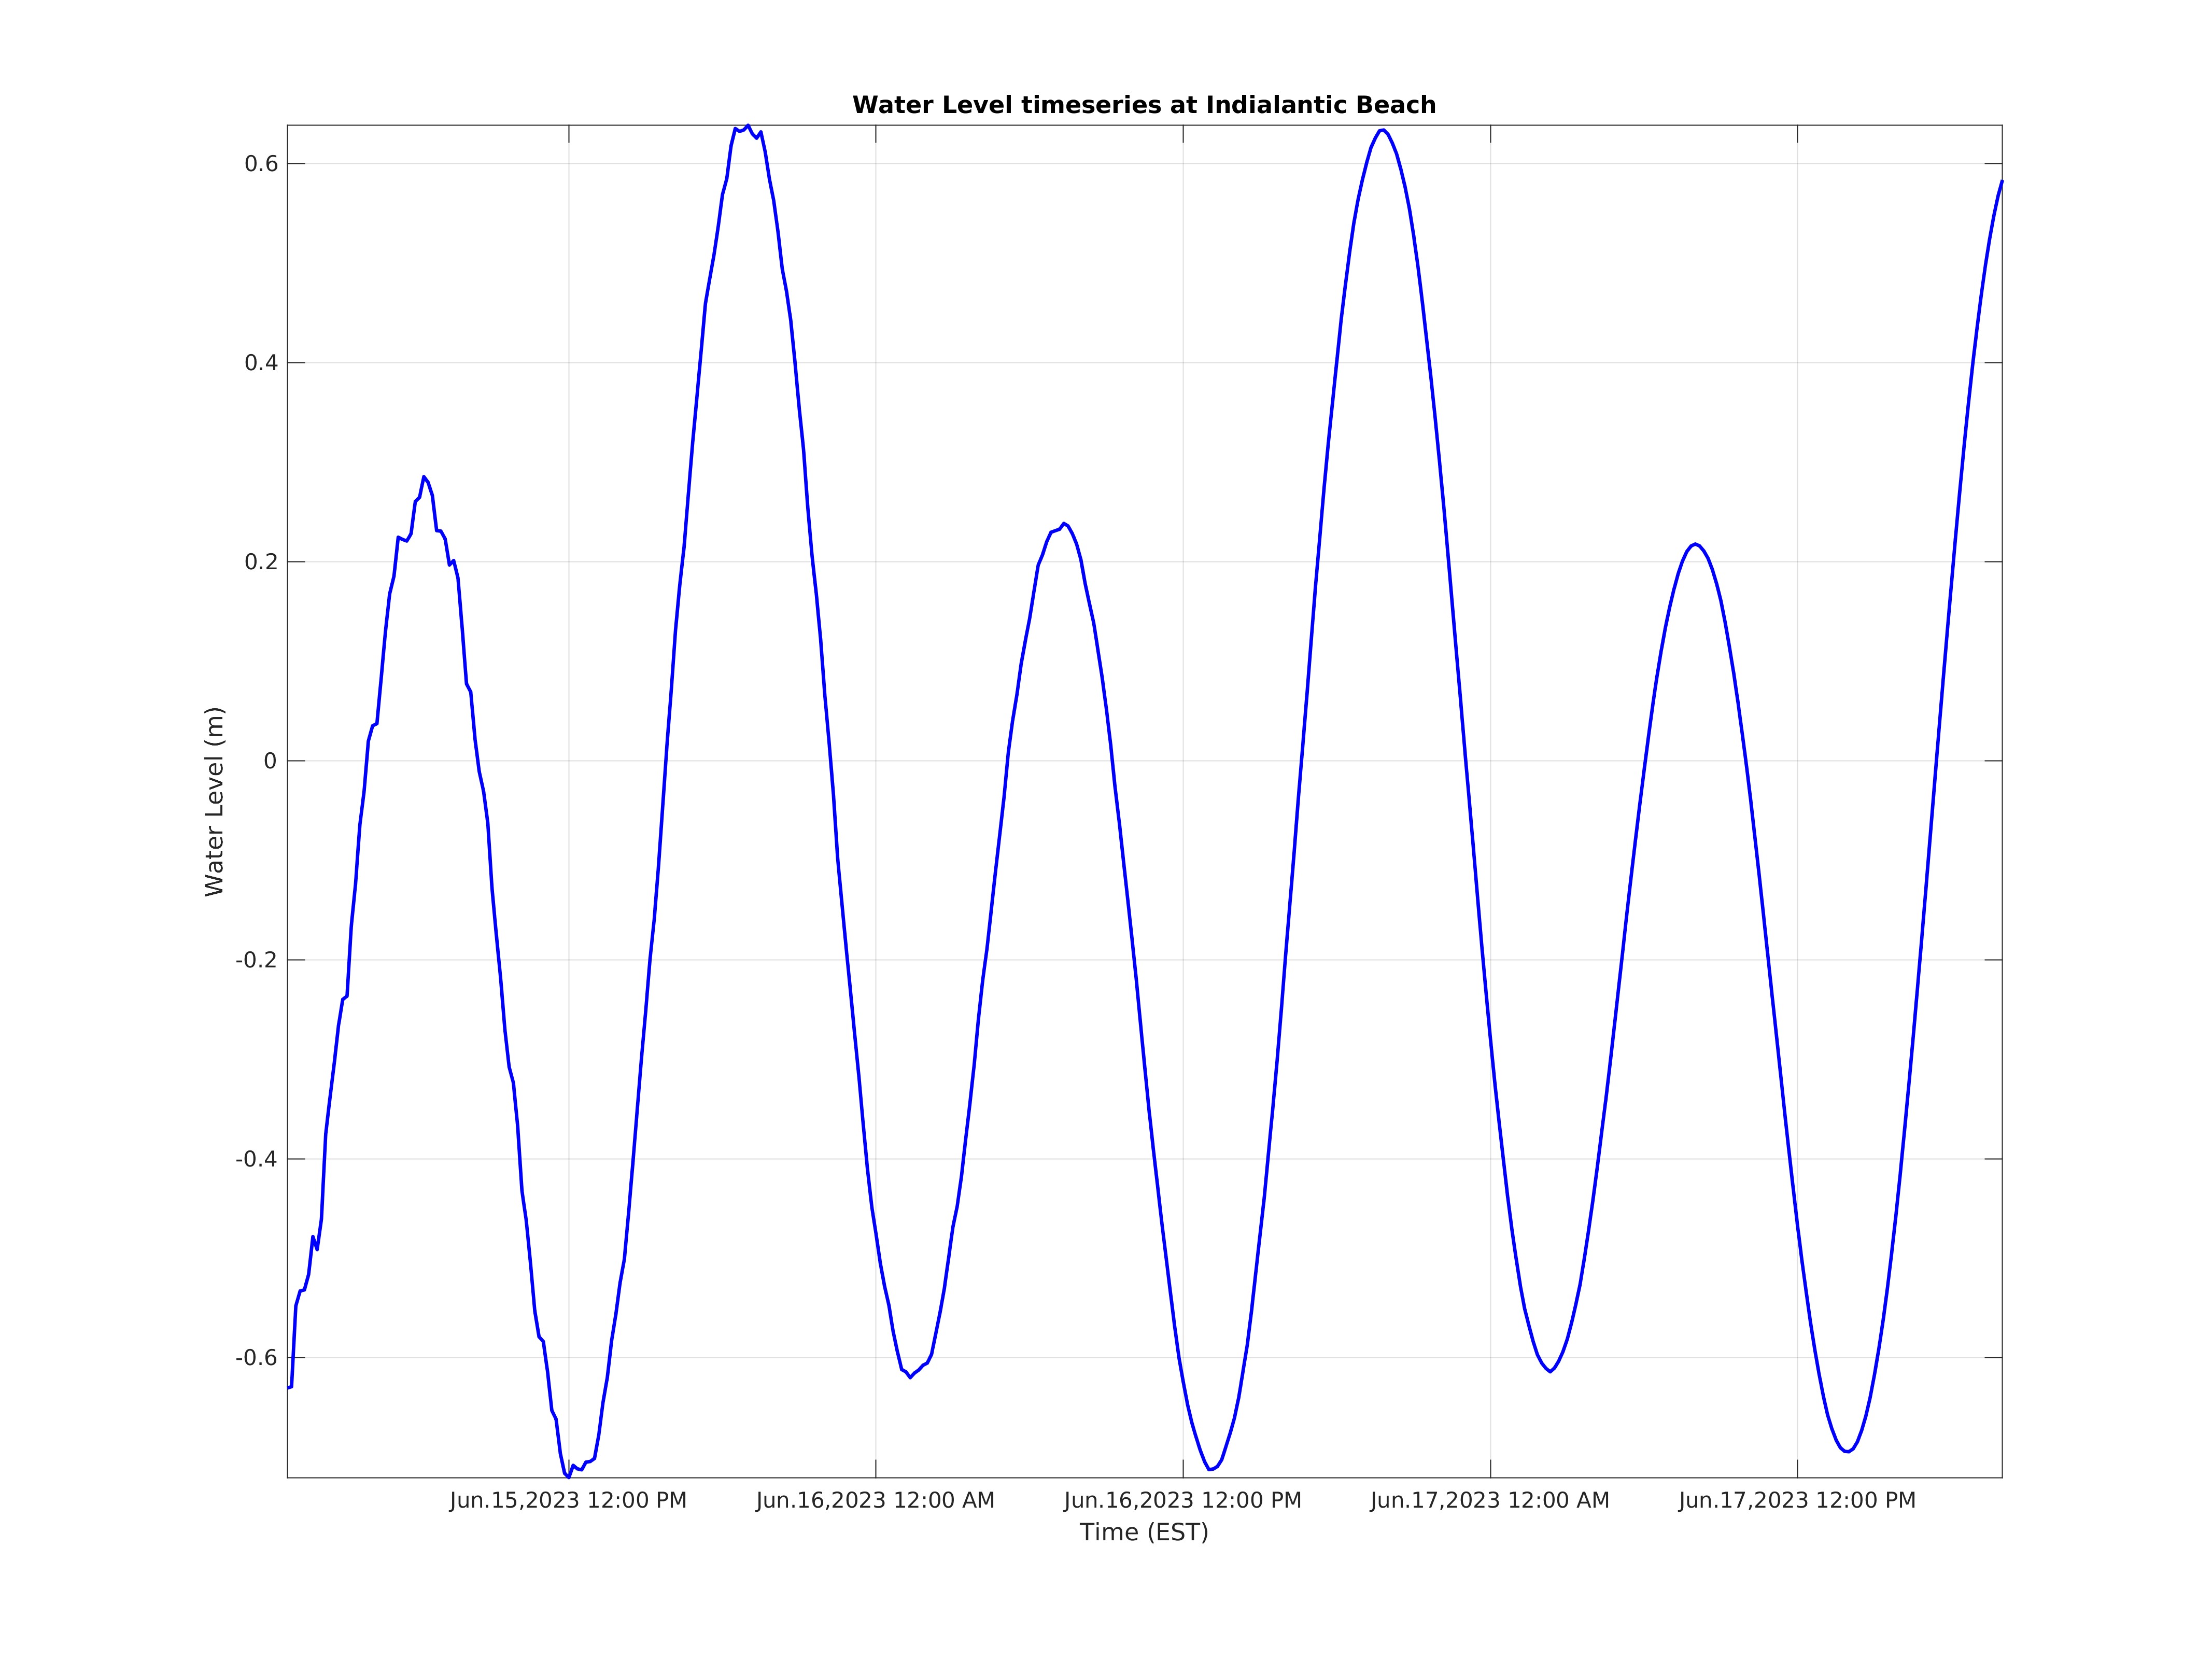 Water Level timeseries at Indialantic Beach
0.6
0.4
0.2
0
-0.2
-0.4
-0.6
Water Level (m)
Jun.15,2023 12:00 PM
Jun.16,2023 12:00 AM
Jun.16,2023 12:00 PM
Jun.17,2023 12:00 AM
Jun.17,2023 12:00 PM
Time (EST)